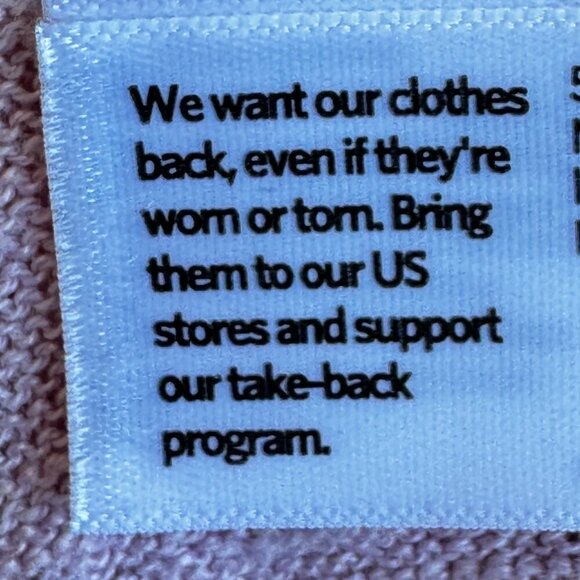 We want our clothes
back, even if they're
worn or torn. Bring
them to our US
stores and support
our take-back
program.